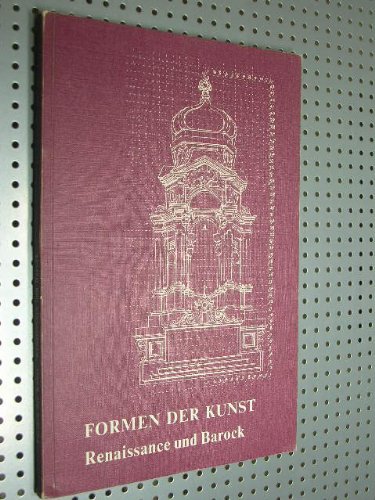 FORMEN DER KUNST
Renaissance und Barock